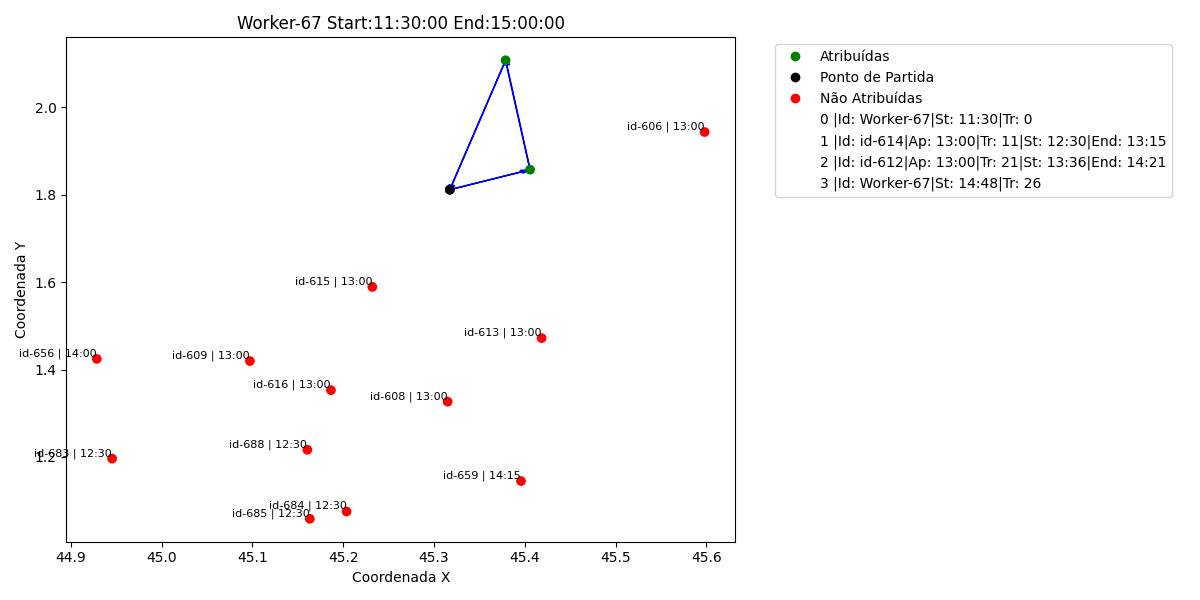 Worker-67 Start:11:30:00 End:15:00:00
Atribuídas
Ponto de Partida
Não Atribuídas
0 |Id: Worker-67|St: 11:30|Tr: 0
1 |Id: id-614|Ap: 13:00|Tr: 11|St: 12:30|End: 13:15
2 |Id: id-612|Ap: 13:00|Tr: 21|St: 13:36|End: 14:21
3 |Id: Worker-67|St: 14:48|Tr: 26
Coordenada Y
2.0
1.8
1.6
1.4
1.2
id-606 | 13:00
id-615 | 13:00
id-613 | 13:00
id-656 | 14:00
id-609 | 13:00
id-616 | 13:00
id-608 | 13:00
id-688 | 12:30
id-683 | 12:30
id-659 | 14:15
id-684 | 12:30
id-685 | 12:30
44.9
45.0
45.1
45.2
45.3
45.4
45.5
45.6
Coordenada X